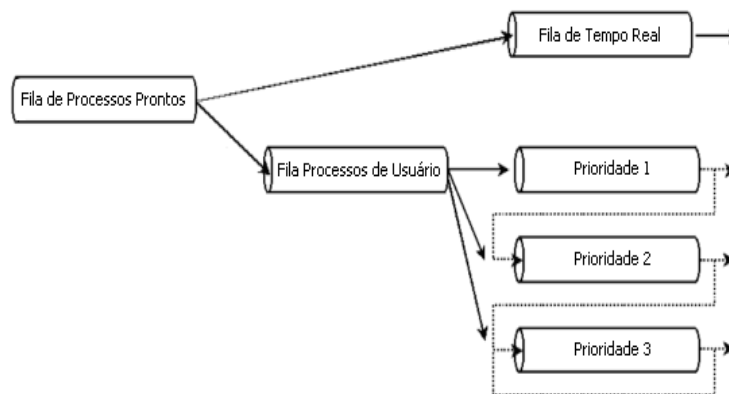 Fila de Tempo Real
Fila de Processos Prontos
Fila Processos de Usuário
Prioridade 1
Prioridade 2
Prioridade 3